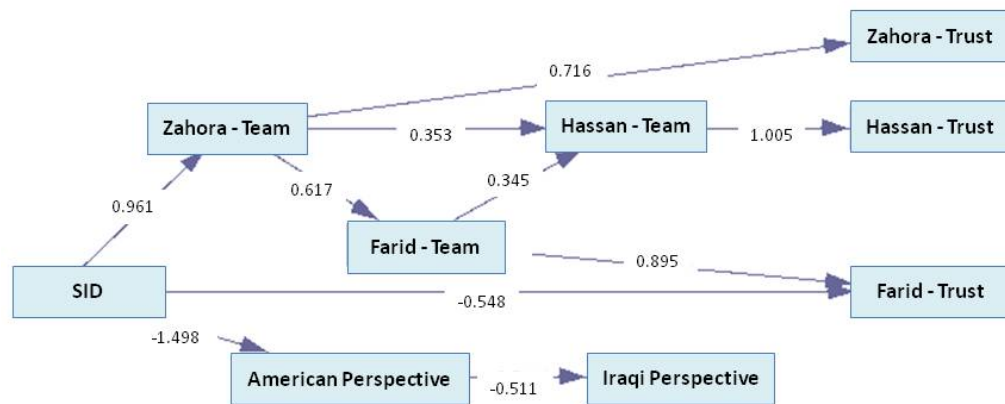 Zahora - Trust
0.716
Zahora - Team
0.353
Hassan - Team
1.005
Hassan - Trust
0.617
0.345
0.961
Farid - Team
0.895
SID
-0.548
Farid - Trust
-1.498
American Perspective
-0.511
Iraqi Perspective